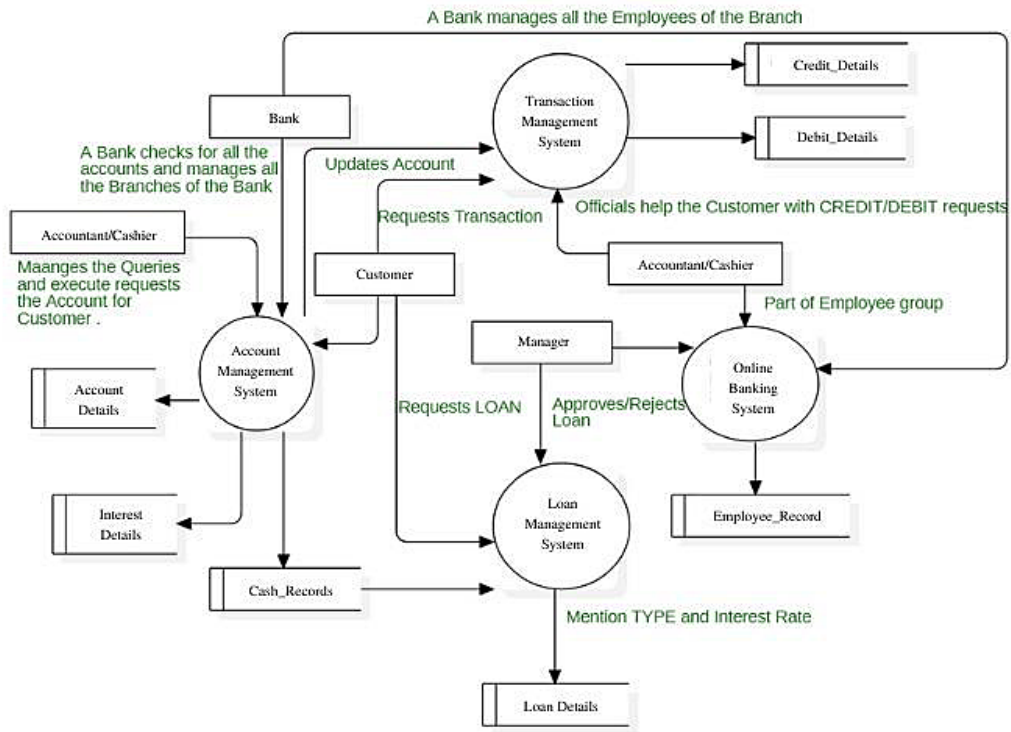 A Bank manages all the Employees of the Branch
Credit_Details
Transaction
Management
System
Bank
Debit_Details
A Bank checks for all the
accounts and manages all
the Branches of the Bank
Updates Account
Requests Transaction
Officials help the Customer with CREDIT/DEBIT requests
Accountant/Cashier
Maanges the Queries
and execute requests
the Account for
Customer .
Customer
Accountant/Cashier
Part of Employee group
Manager
Account
Management
System
Online
Banking
System
Account
Details
Requests LOAN
Approves/Rejects
Loan
Interest
Details
Loan
Management
System
Employee_Record
Cash_Records
Mention TYPE and Interest Rate
Loan Details